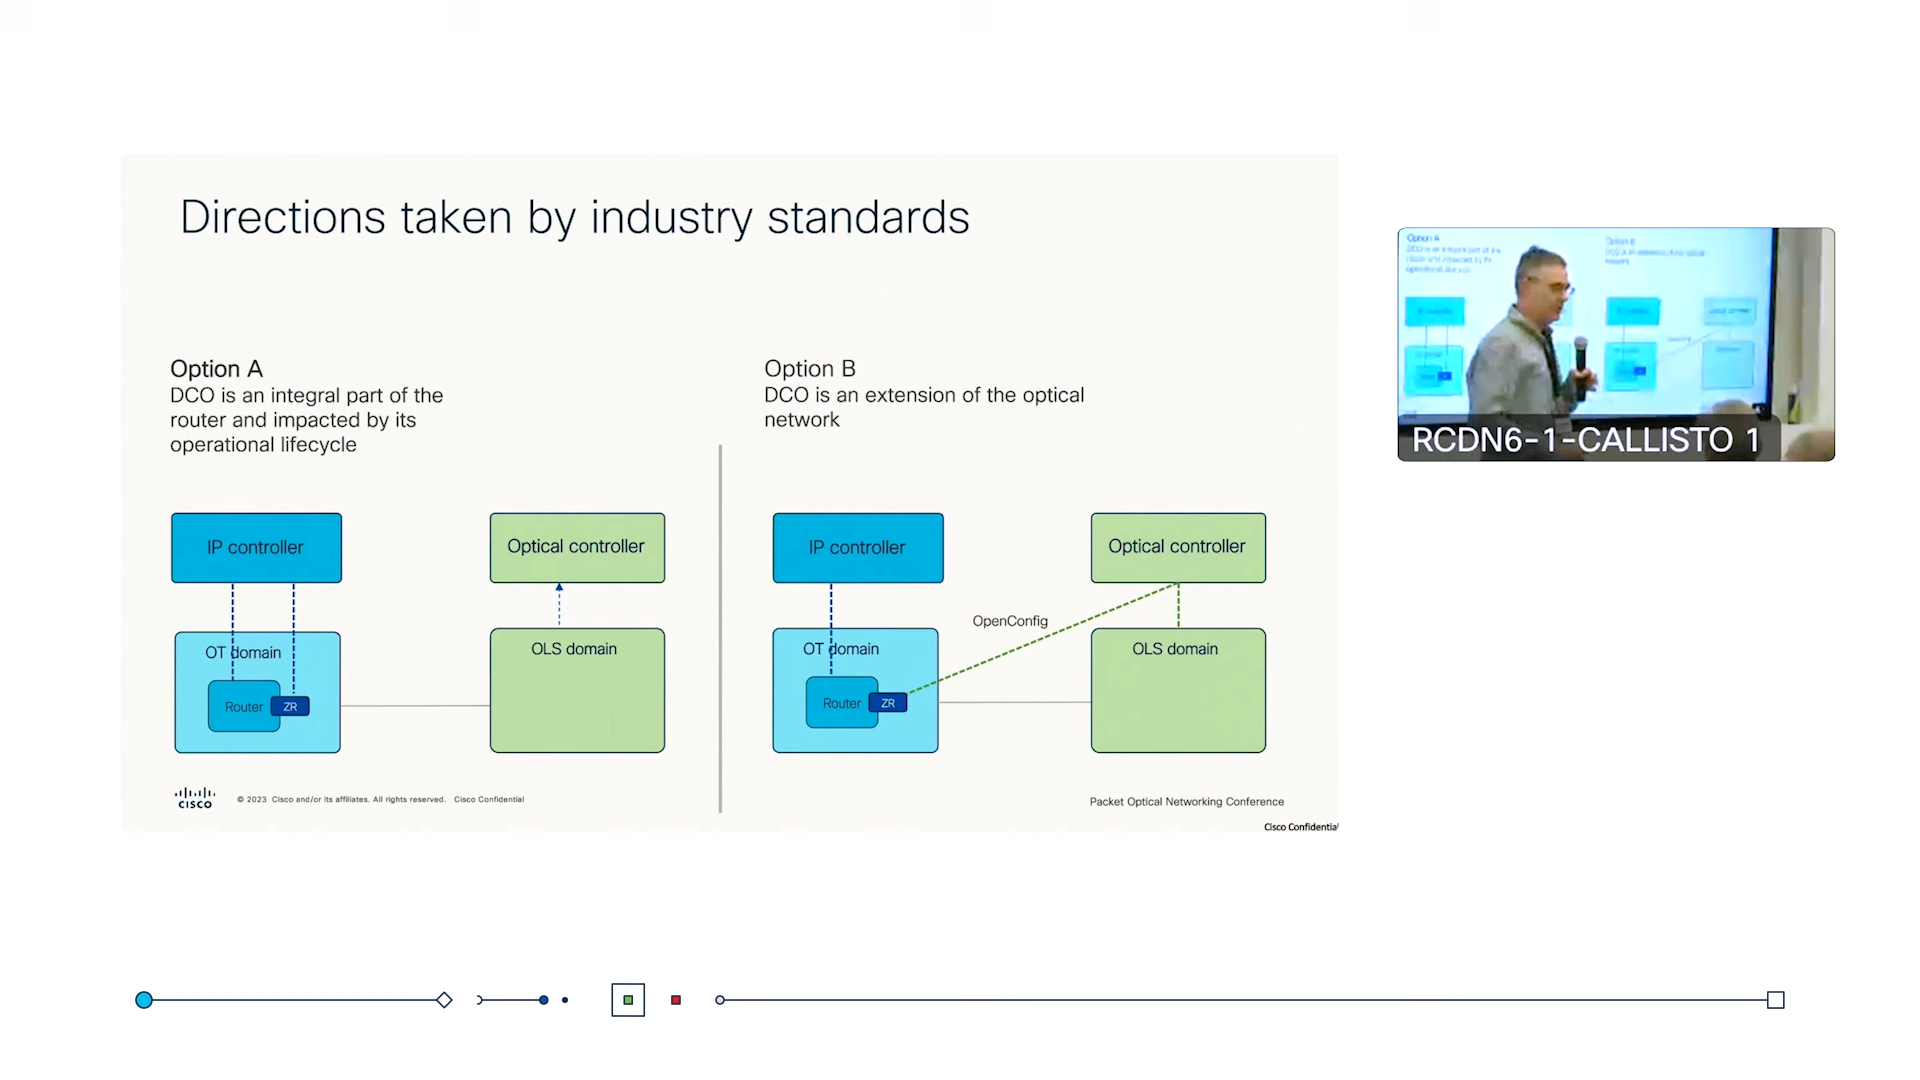 Directions taken by industry standards
Option A
DCO is an integral part of the
router and impacted by its
operational lifecycle
IP controller
Optical controller
OT domain
Router
ZR
OLS domain
Option B
DCO is an extension of the optical
network
IP controller
Optical controller
OpenConfig
OT domain
Router
ZR
OLS domain
CISCO
© 2023 Cisco and/or its affiliates. All rights reserved. Cisco Confidential
Packet Optical Networking Conference
Cisco Confidential
Option A
RCDN6-1-CALLISTO 1